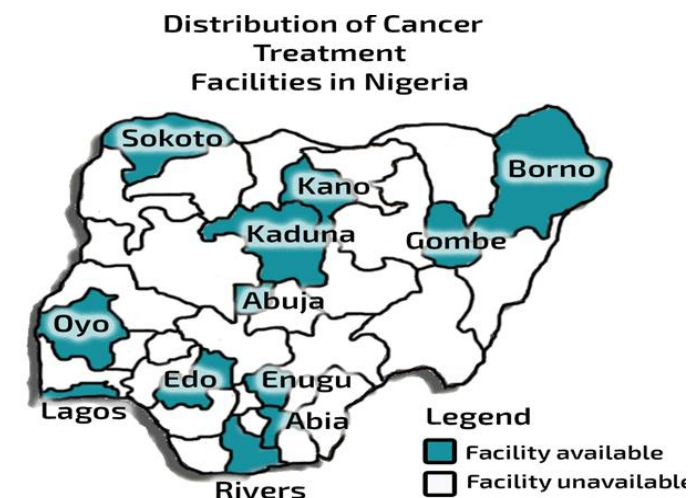 Distribution of Cancer
Treatment
Facilities in Nigeria
Sokoto
Borno
Kano
Kaduna
Gombe
Abuja
Oyo
Edo
Enugu
Lagos
Abia
Rivers
Legend
Facility available
Facility unavailable